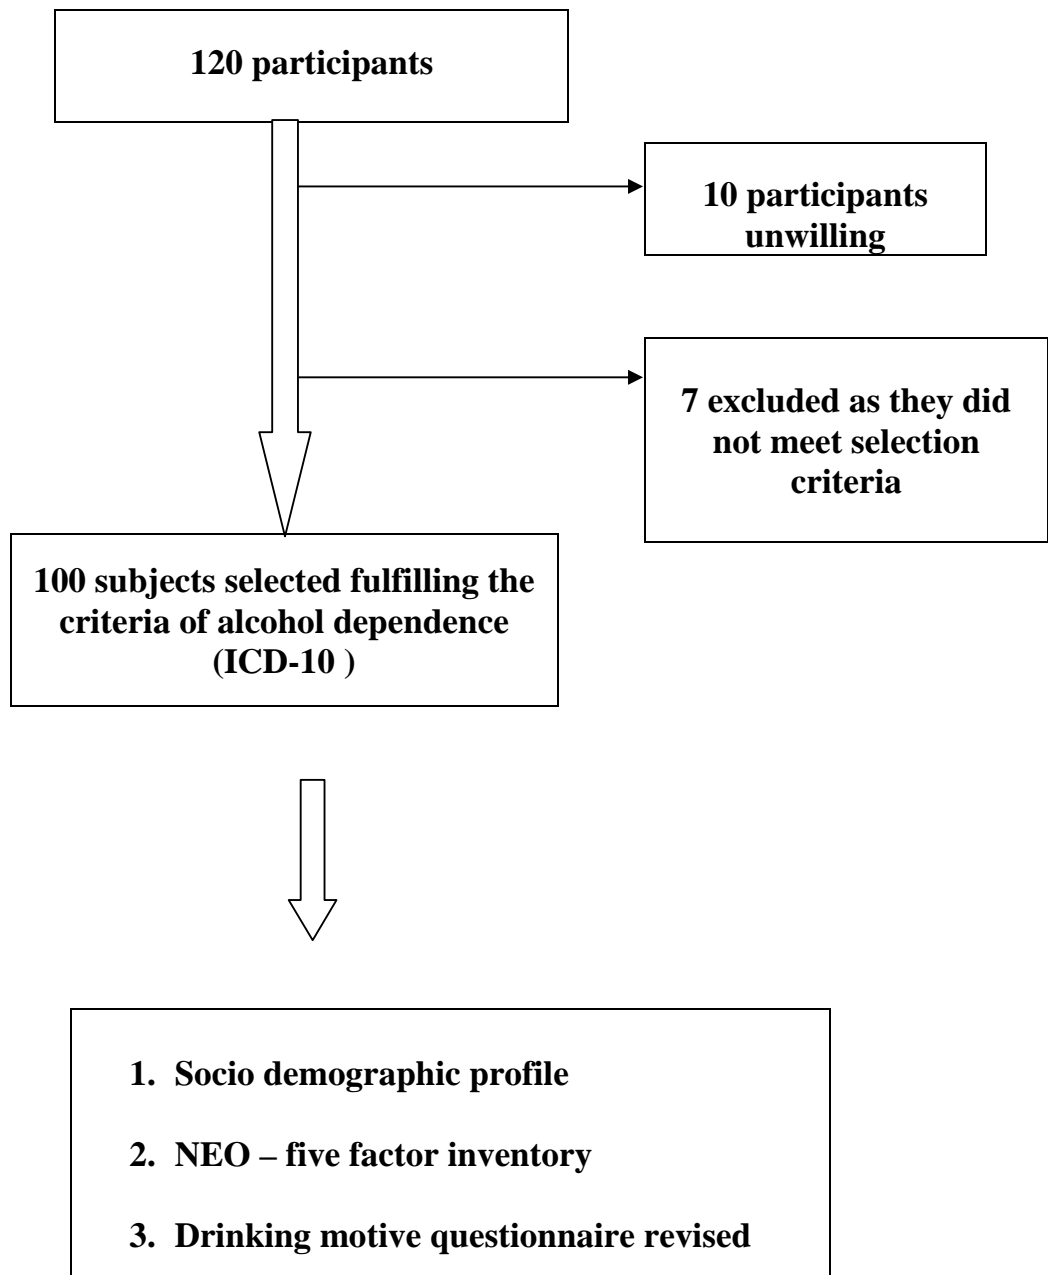 120 participants
10 participants
unwilling
7 excluded as they did
not meet selection
criteria
100 subjects selected fulfilling the
criteria of alcohol dependence
(ICD-10 )
1. Socio demographic profile
2. NEO – five factor inventory
3. Drinking motive questionnaire revised